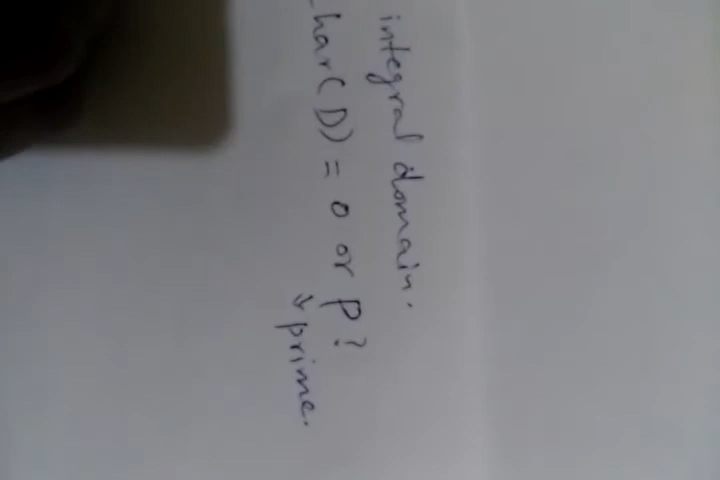 integral domain.
har(D) = 0 or p?
↓ prime.